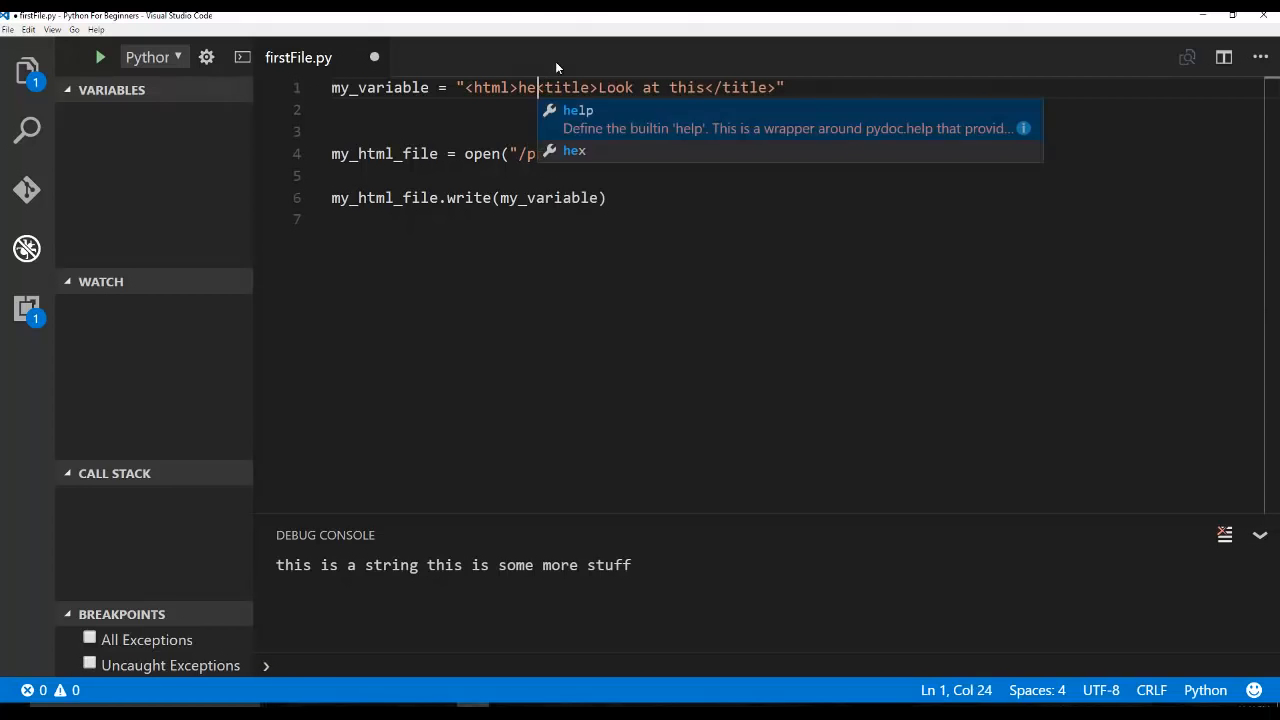 firstFile.py - Python For Beginners - Visual Studio Code
File Edit View Go Help
Pythor
firstFile.py
1
VARIABLES
1 my_variable = "<html>he<title>Look at this</title>"
2
help
Define the builtin 'help'. This is a wrapper around pydoc.help that provid...
3
hex
4 my_html_file = open("/p
5
6 my_html_file.write(my_variable)
7
WATCH
1
CALL STACK
DEBUG CONSOLE
this is a string this is some more stuff
BREAKPOINTS
All Exceptions
Uncaught Exceptions
0 0 Ln 1, Col 24 Spaces: 4 UTF-8 CRLF Python